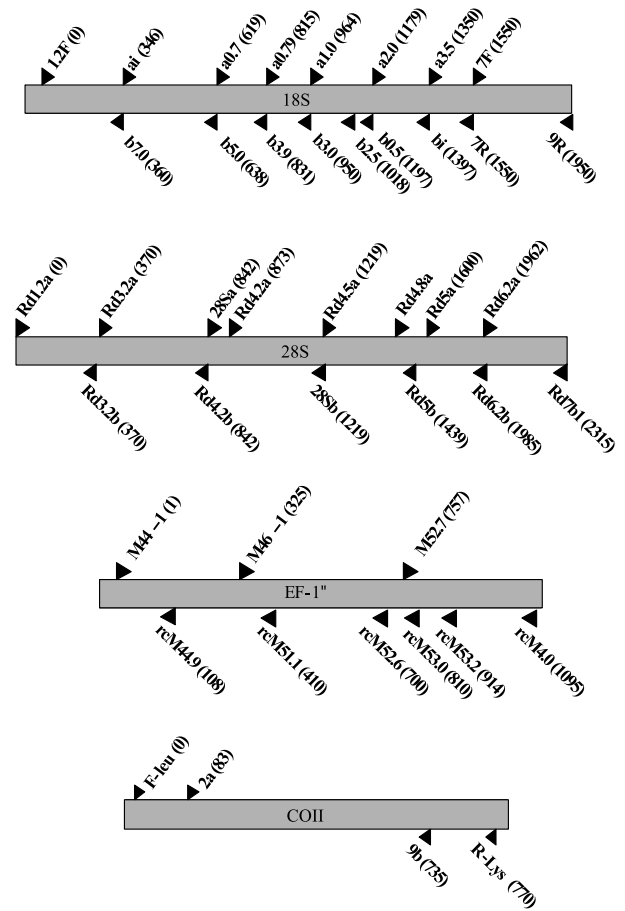 1.2F (0)
ai (346)
a0.7 (619)
a0.79 (815)
a1.0 (964)
a2.0 (1179)
a3.5 (1350)
7F (1550)
18S
b7.0 (360)
b5.0 (638)
b3.9 (831)
b3.0 (950)
b2.5 (1018)
b0.5 (1197)
bi (1397)
7R (1550)
9R (1950)
Rd1.2a (0)
Rd3.2a (370)
28Sa (842)
Rd4.2a (873)
Rd4.5a (1219)
Rd4.8a
Rd5a (1600)
Rd6.2a (1962)
28S
Rd3.2b (370)
Rd4.2b (842)
28Sb (1219)
Rd5b (1439)
Rd6.2b (1985)
Rd7b1 (2315)
M44 –1 (1)
M46 –1 (325)
M52.7 (757)
EF-1"
rcM44.9 (108)
rcM51.1 (410)
rcM52.6 (700)
rcM53.0 (810)
rcM53.2 (914)
rcM4.0 (1095)
F-leu (0)
2a (83)
COII
9b (735)
R-Lys (770)